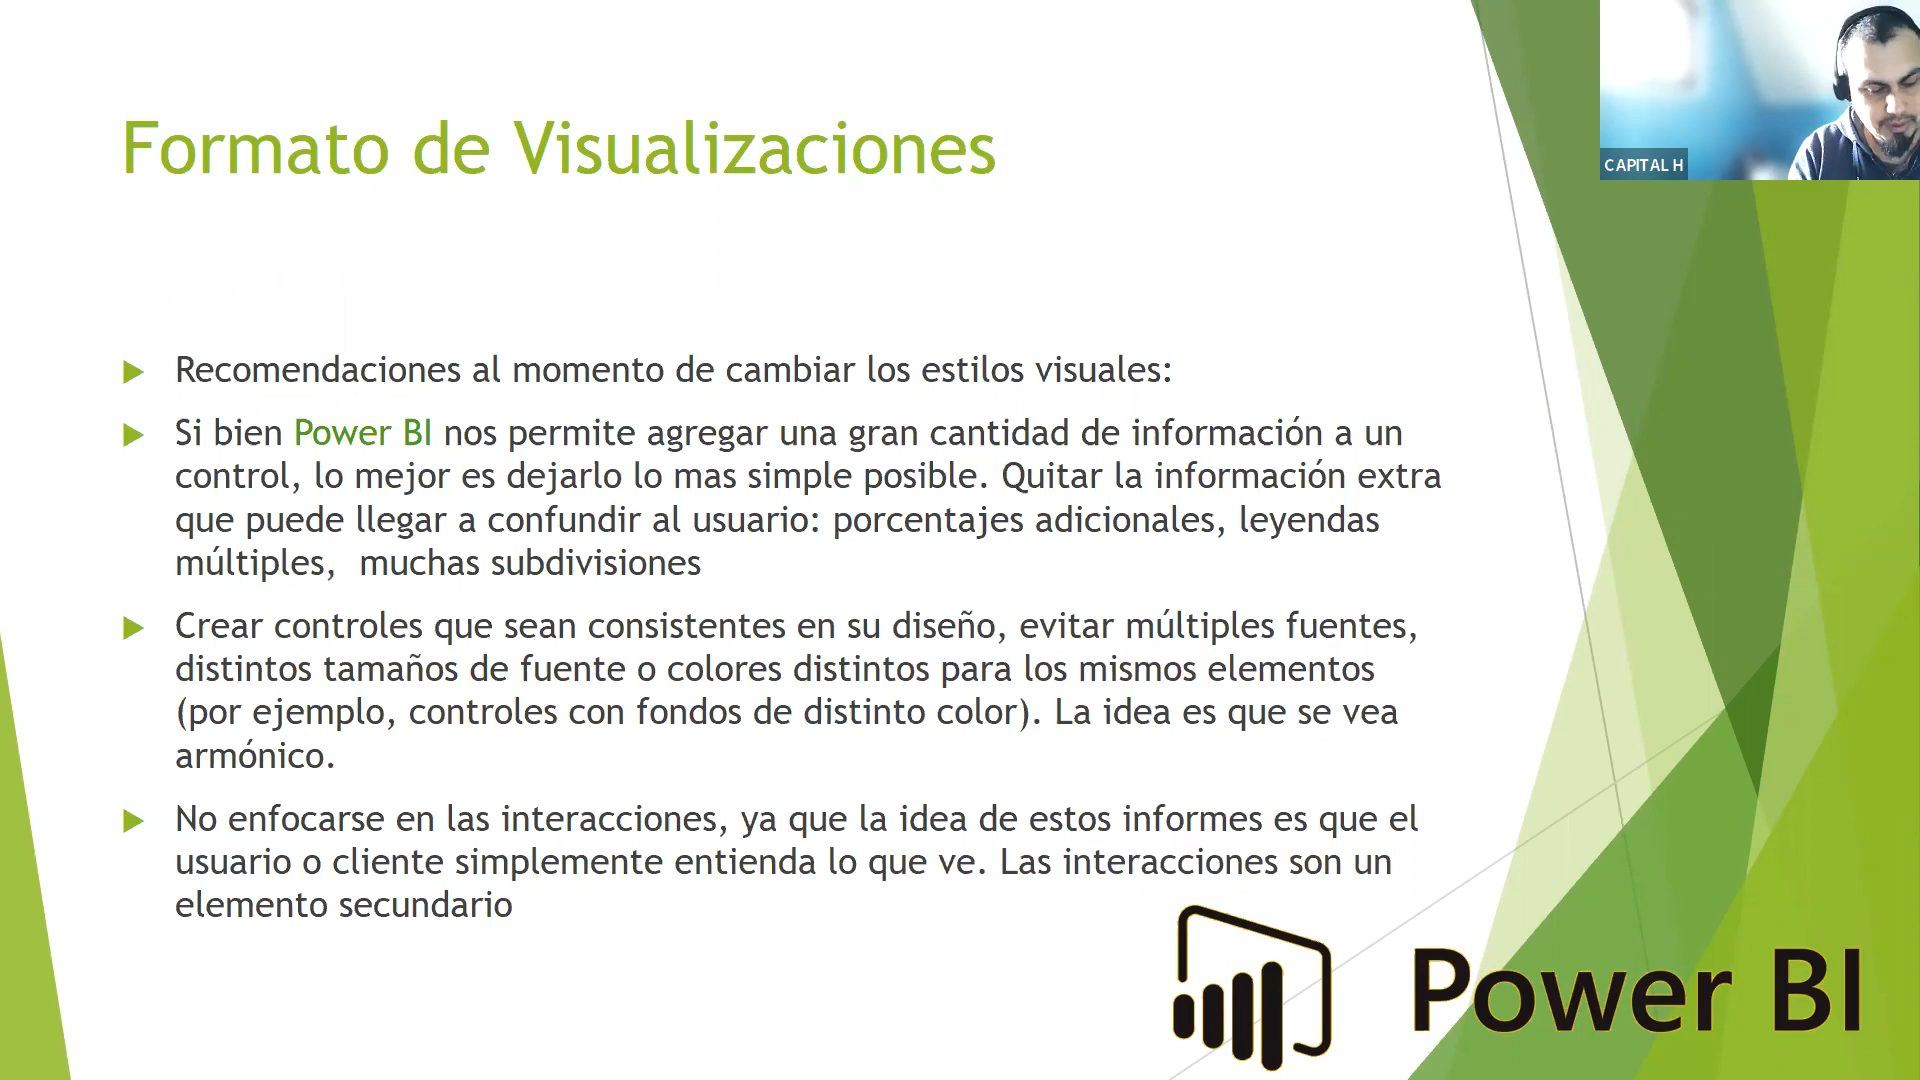 Formato de Visualizaciones
CAPITAL H
Recomendaciones al momento de cambiar los estilos visuales:
Si bien Power BI nos permite agregar una gran cantidad de información a un
control, lo mejor es dejarlo lo mas simple posible. Quitar la información extra
que puede llegar a confundir al usuario: porcentajes adicionales, leyendas
múltiples,  muchas subdivisiones
Crear controles que sean consistentes en su diseño, evitar múltiples fuentes,
distintos tamaños de fuente o colores distintos para los mismos elementos
(por ejemplo, controles con fondos de distinto color). La idea es que se vea
armónico.
No enfocarse en las interacciones, ya que la idea de estos informes es que el
usuario o cliente simplemente entienda lo que ve. Las interacciones son un
elemento secundario
Power BI